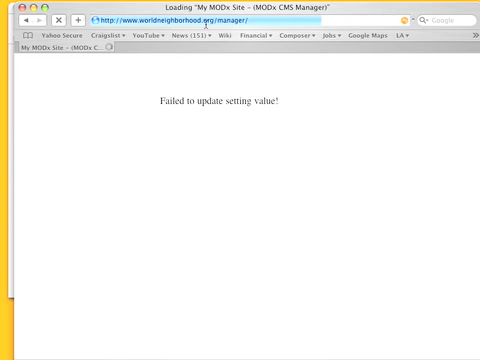 Loading "My MODx Site – (MODx CMS Manager)"
http://www.worldneighborhood.org/manager/
Google
Yahoo Secure Craigslist YouTube News (151) Wiki Financial Composer Jobs Google Maps LA
My MODx Site – (MODx C...
Failed to update setting value!